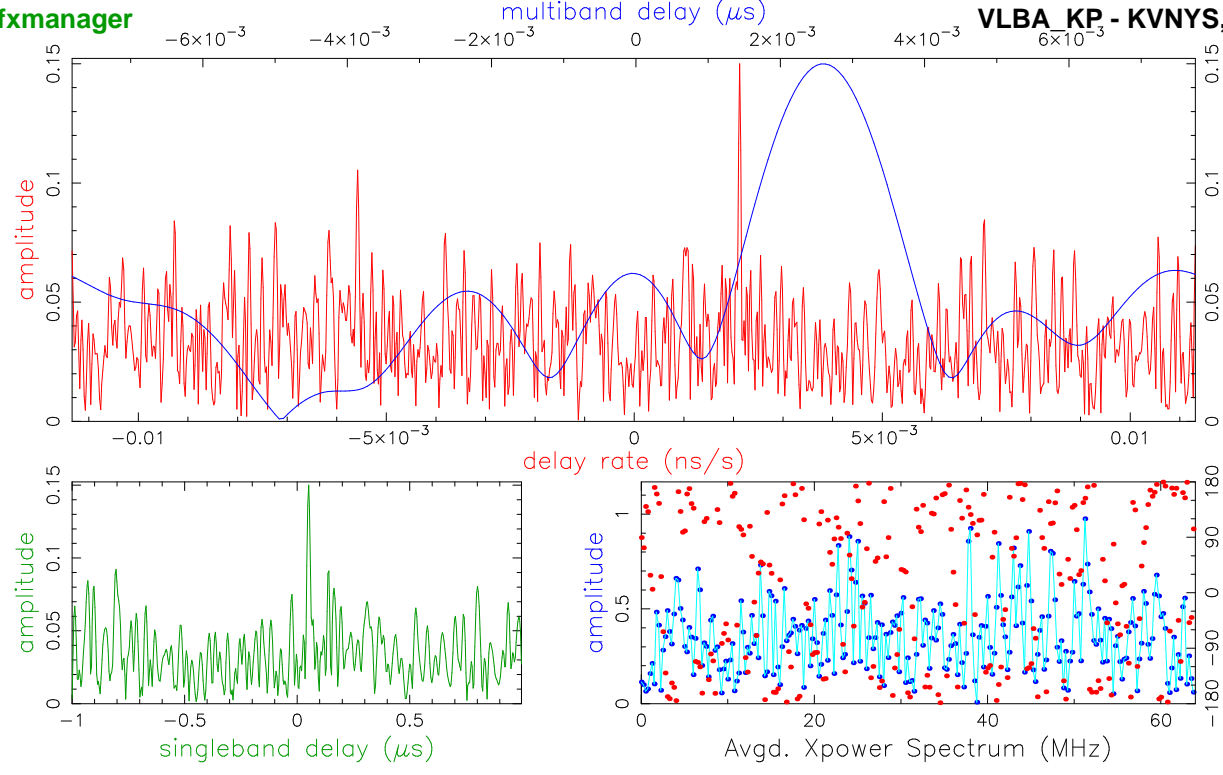 multiband delay (μs)
fxmanager
VLBA_KP - KVNYS,
−6×10⁻³ −4×10⁻³ −2×10⁻³ 0 2×10⁻³ 4×10⁻³ 6×10⁻³
amplitude
0 0.05 0.1 0.15
0 0.05 0.1 0.15
−0.01 −5×10⁻³ 0 5×10⁻³ 0.01
delay rate (ns/s)
amplitude
0 0.05 0.1 0.15
−1 −0.5 0 0.5
singleband delay (μs)
amplitude
0 0.5 1
−180 −90 0 90 180
0 20 40 60
Avgd. Xpower Spectrum (MHz)